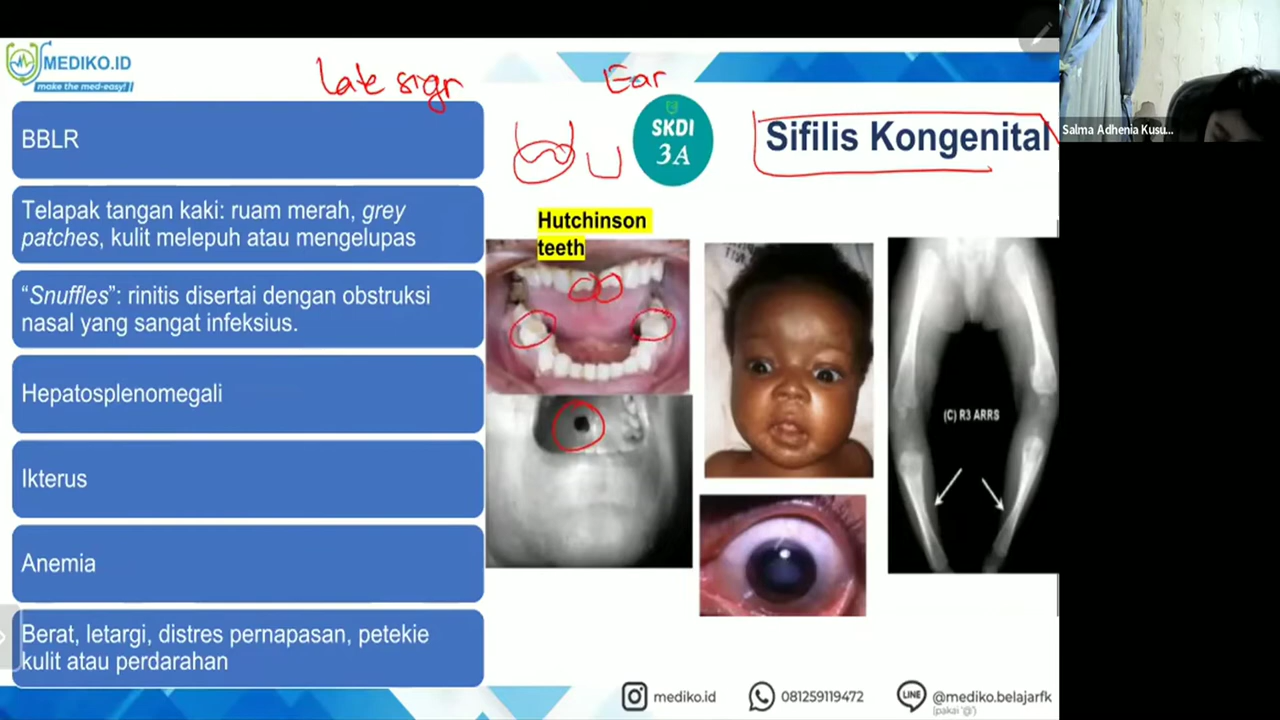 MEDIKO.ID
make the med-easy!
Late sign
Ear
BBLR
SKDI
3A
Sifilis Kongenital
Salma Adhenia Kusu...
Telapak tangan kaki: ruam merah, grey
patches, kulit melepuh atau mengelupas
Hutchinson
teeth
"Snuffles": rinitis disertai dengan obstruksi
nasal yang sangat infeksius.
Hepatosplenomegali
(C) R3 ARRS
Ikterus
Anemia
Berat, letargi, distres pernapasan, petekie
kulit atau perdarahan
mediko.id
081259119472
LINE
@mediko.belajarfk
(pakai '@')